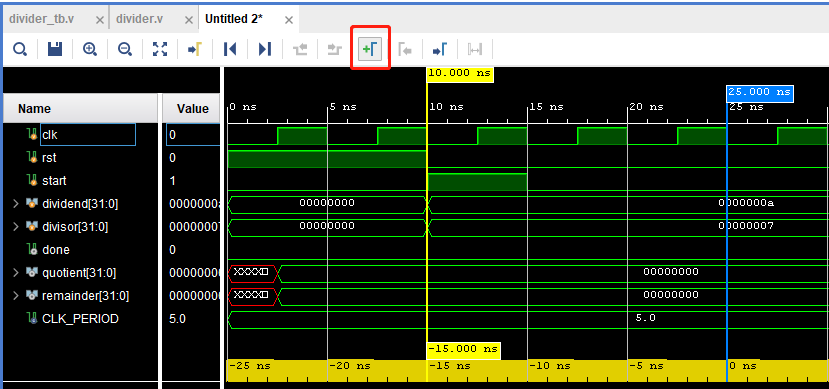 divider_tb.v divider.v Untitled 2*
10.000 ns
25.000 ns
Name Value 0 ns 5 ns 10 ns 15 ns 20 ns 25 ns
clk 0
rst 0
start 1
dividend[31:0] 0000000a 00000000 0000000a
divisor[31:0] 00000007 00000000 00000007
done 0
quotient[31:0] 00000000 XXXX 00000000
remainder[31:0] 00000000 XXXX 00000000
CLK_PERIOD 5.0 5.0
-15.000 ns
-25 ns -20 ns -15 ns -10 ns -5 ns 0 ns